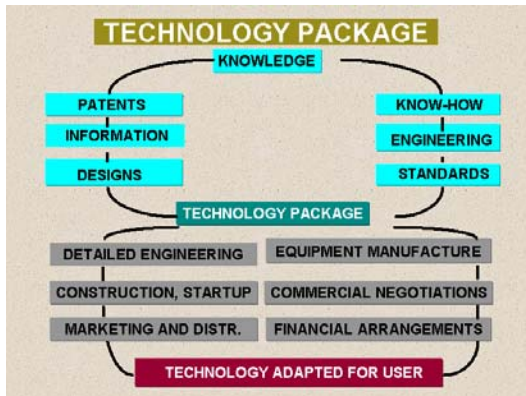 TECHNOLOGY PACKAGE
KNOWLEDGE
PATENTS
INFORMATION
DESIGNS
KNOW-HOW
ENGINEERING
STANDARDS
TECHNOLOGY PACKAGE
DETAILED ENGINEERING
CONSTRUCTION, STARTUP
MARKETING AND DISTR.
EQUIPMENT MANUFACTURE
COMMERCIAL NEGOTIATIONS
FINANCIAL ARRANGEMENTS
TECHNOLOGY ADAPTED FOR USER